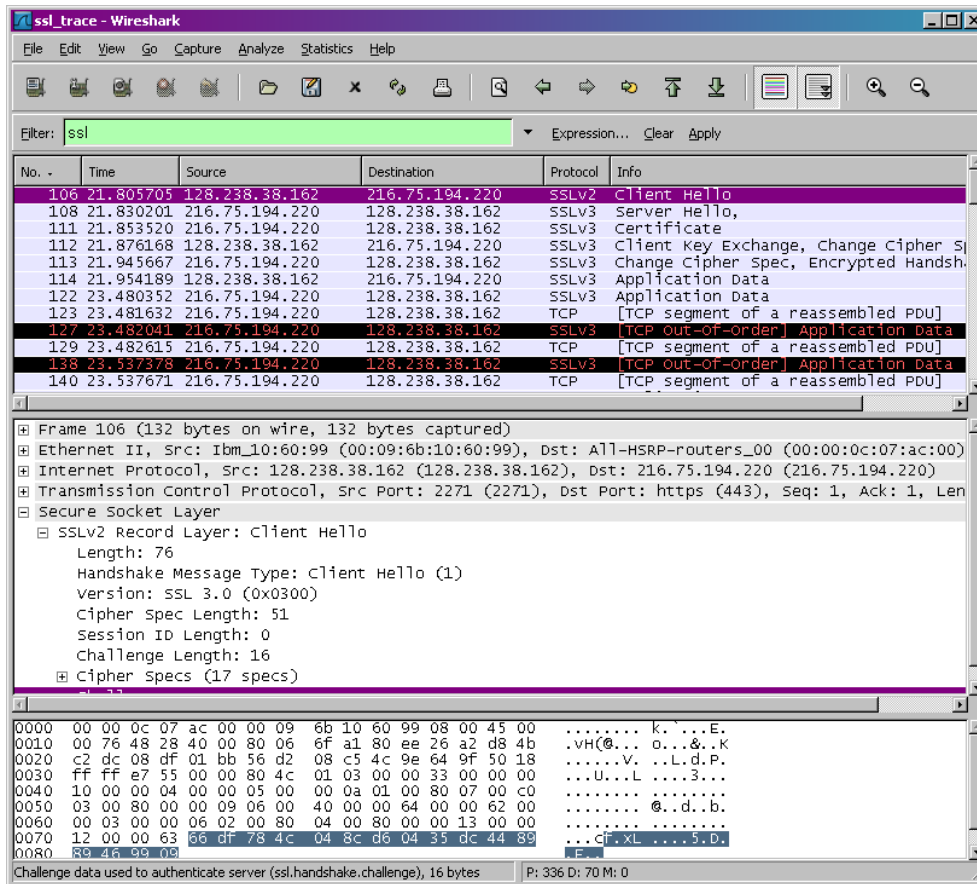 ssl_trace - Wireshark
File Edit View Go Capture Analyze Statistics Help
Filter: ssl Expression... Clear Apply
No. - Time Source Destination Protocol Info
106 21.805705 128.238.38.162 216.75.194.220 SSLv2 Client Hello
108 21.830201 216.75.194.220 128.238.38.162 SSLv3 Server Hello,
111 21.853520 216.75.194.220 128.238.38.162 SSLv3 Certificate
112 21.876168 128.238.38.162 216.75.194.220 SSLv3 Client Key Exchange, Change Cipher Sp
113 21.945667 216.75.194.220 128.238.38.162 SSLv3 Change Cipher Spec, Encrypted Handsha
114 21.954189 128.238.38.162 216.75.194.220 SSLv3 Application Data
122 23.480352 216.75.194.220 128.238.38.162 SSLv3 Application Data
123 23.481632 216.75.194.220 128.238.38.162 TCP [TCP segment of a reassembled PDU]
127 23.482041 216.75.194.220 128.238.38.162 SSLv3 [TCP Out-Of-Order] Application Data
129 23.482615 216.75.194.220 128.238.38.162 TCP [TCP segment of a reassembled PDU]
138 23.537378 216.75.194.220 128.238.38.162 SSLv3 [TCP Out-Of-Order] Application Data
140 23.537671 216.75.194.220 128.238.38.162 TCP [TCP segment of a reassembled PDU]
Frame 106 (132 bytes on wire, 132 bytes captured)
Ethernet II, Src: Ibm_10:60:99 (00:09:6b:10:60:99), Dst: All-HSRP-routers_00 (00:00:0c:07:ac:00)
Internet Protocol, Src: 128.238.38.162 (128.238.38.162), Dst: 216.75.194.220 (216.75.194.220)
Transmission Control Protocol, Src Port: 2271 (2271), Dst Port: https (443), Seq: 1, Ack: 1, Len
Secure Socket Layer
SSLv2 Record Layer: Client Hello
Length: 76
Handshake Message Type: Client Hello (1)
Version: SSL 3.0 (0x0300)
Cipher Spec Length: 51
Session ID Length: 0
Challenge Length: 16
Cipher Specs (17 specs)
0000 00 00 0c 07 ac 00 00 09 6b 10 60 99 08 00 45 00 ........ k.`...E.
0010 00 76 48 28 40 00 80 06 6f a1 80 ee 26 a2 d8 4b .vH(@... o...&..K
0020 c2 dc 08 df 01 bb 56 d2 08 c5 4c 9e 64 9f 50 18 ......V. ..L.d.P.
0030 ff ff e7 55 00 00 80 4c 01 03 00 00 33 00 00 00 ...U...L ....3...
0040 10 00 00 04 00 00 05 00 00 0a 01 00 80 07 00 c0 ........ ........
0050 03 00 80 00 00 09 06 00 40 00 00 64 00 00 62 00 ........ @..d..b.
0060 00 03 00 00 06 02 00 80 04 00 80 00 00 13 00 00 ........ ........
0070 12 00 00 63 66 df 78 4c 04 8c d6 04 35 dc 44 89 ...cf.xL ....5.D.
0080 89 46 99 09 .F..
Challenge data used to authenticate server (ssl.handshake.challenge), 16 bytes P: 336 D: 70 M: 0